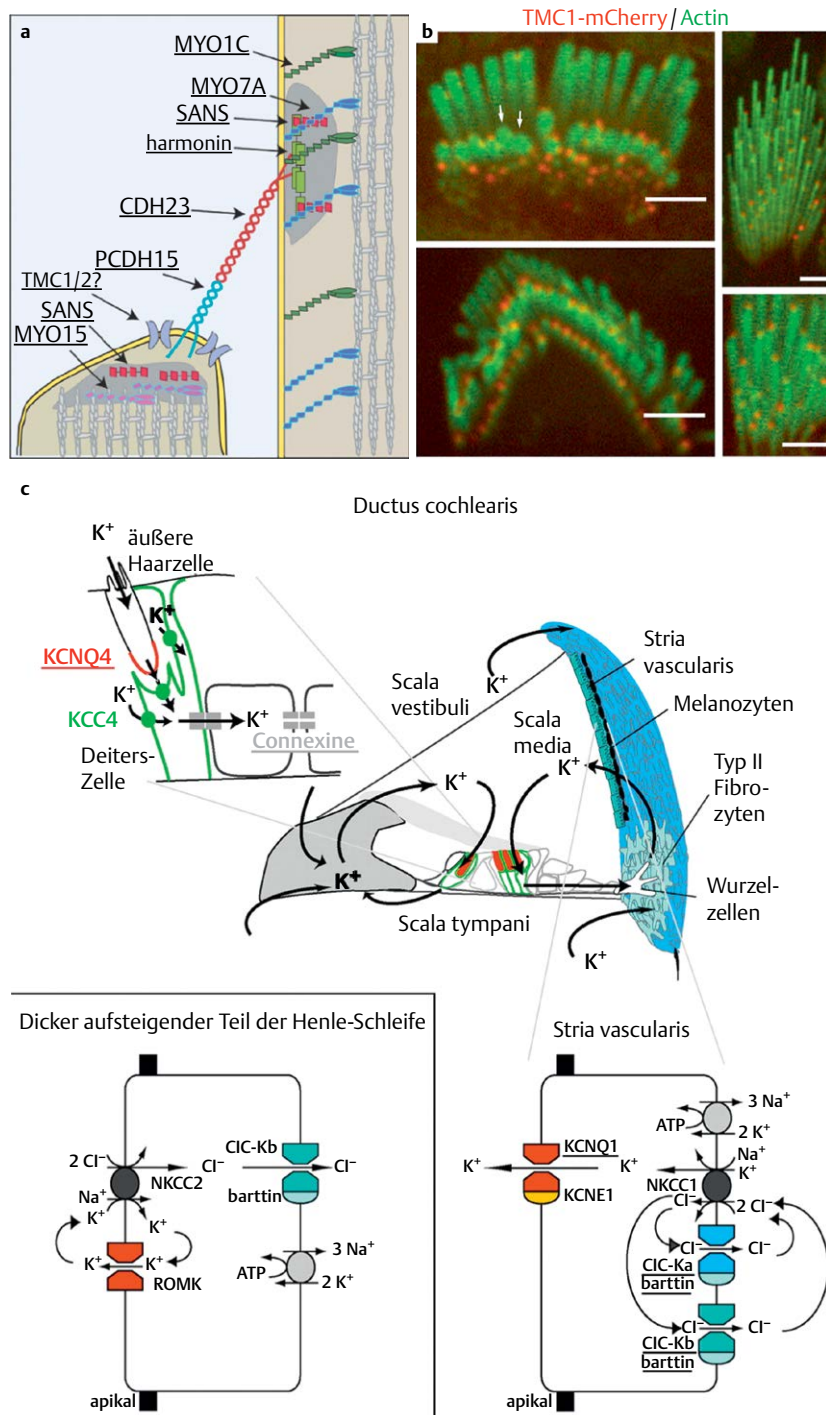 a
MYO1C
MYO7A
SANS
harmonin
CDH23
PCDH15
TMC1/2?
SANS
MYO15
b
TMC1-mCherry/Actin
c
Ductus cochlearis
K+
äußere
Haarzelle
K+
KCNQ4
K+
KCC4
K+
Connexine
Deiters-
Zelle
Scala
vestibuli
K+
Stria
vascularis
Melanozyten
Scala
media
K+
Typ II
Fibro-
zyten
K+
K+
Wurzel-
zellen
Scala tympani
K+
Dicker aufsteigender Teil der Henle-Schleife
2 Cl–
NKCC2
Cl–
ClC-Kb
Cl–
barttin
Na+
K+
K+
K+
K+
ROMK
3 Na+
ATP
2 K+
apikal
Stria vascularis
3 Na+
ATP
2 K+
Na+
K+
KCNQ1
K+
K+
KCNE1
NKCC1
Cl–
2 Cl–
Cl–
Cl–
ClC-Ka
barttin
Cl–
Cl–
ClC-Kb
barttin
apikal